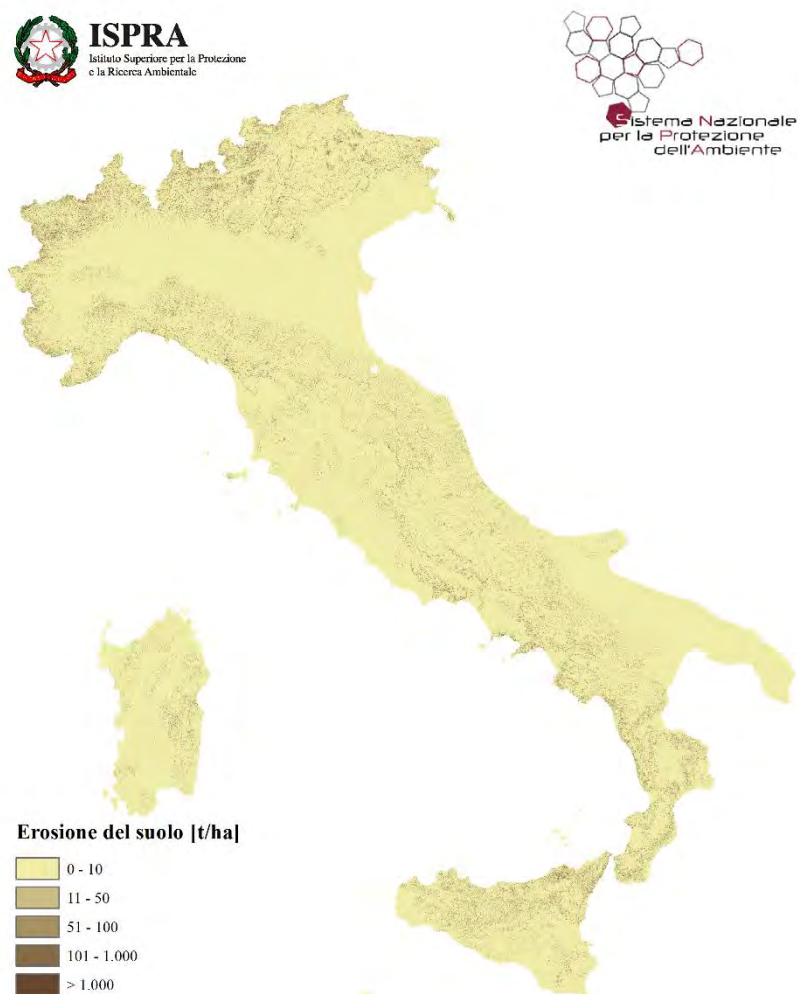 ISPRA
Istituto Superiore per la Protezione
e la Ricerca Ambientale
Sistema Nazionale
per la Protezione
dell'Ambiente
Erosione del suolo [t/ha]
0 - 10
11 - 50
51 - 100
101 - 1.000
> 1.000